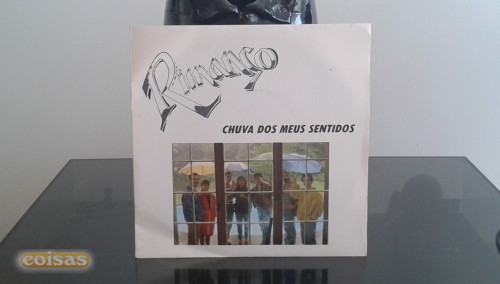 Rimanço
CHUVA DOS MEUS SENTIDOS
coisas